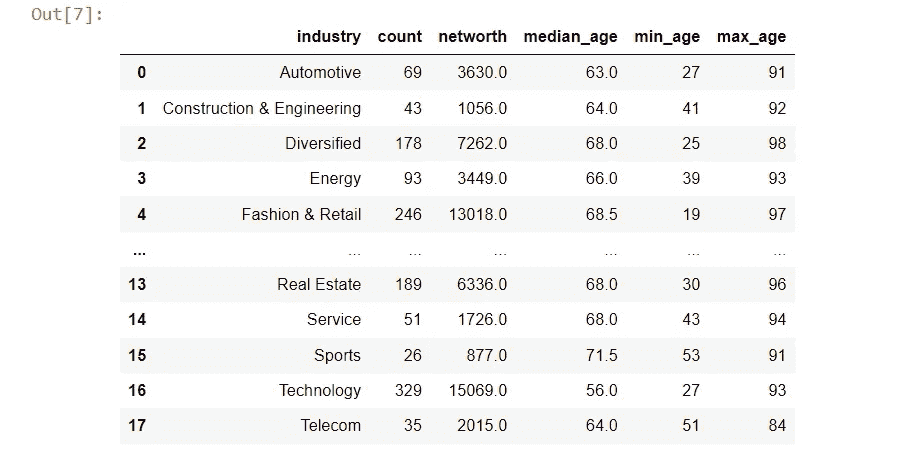 Out[7]:
industry count networth median_age min_age max_age
0 Automotive 69 3630.0 63.0 27 91
1 Construction & Engineering 43 1056.0 64.0 41 92
2 Diversified 178 7262.0 68.0 25 98
3 Energy 93 3449.0 66.0 39 93
4 Fashion & Retail 246 13018.0 68.5 19 97
... ... ... ... ... ... ...
13 Real Estate 189 6336.0 68.0 30 96
14 Service 51 1726.0 68.0 43 94
15 Sports 26 877.0 71.5 53 91
16 Technology 329 15069.0 56.0 27 93
17 Telecom 35 2015.0 64.0 51 84